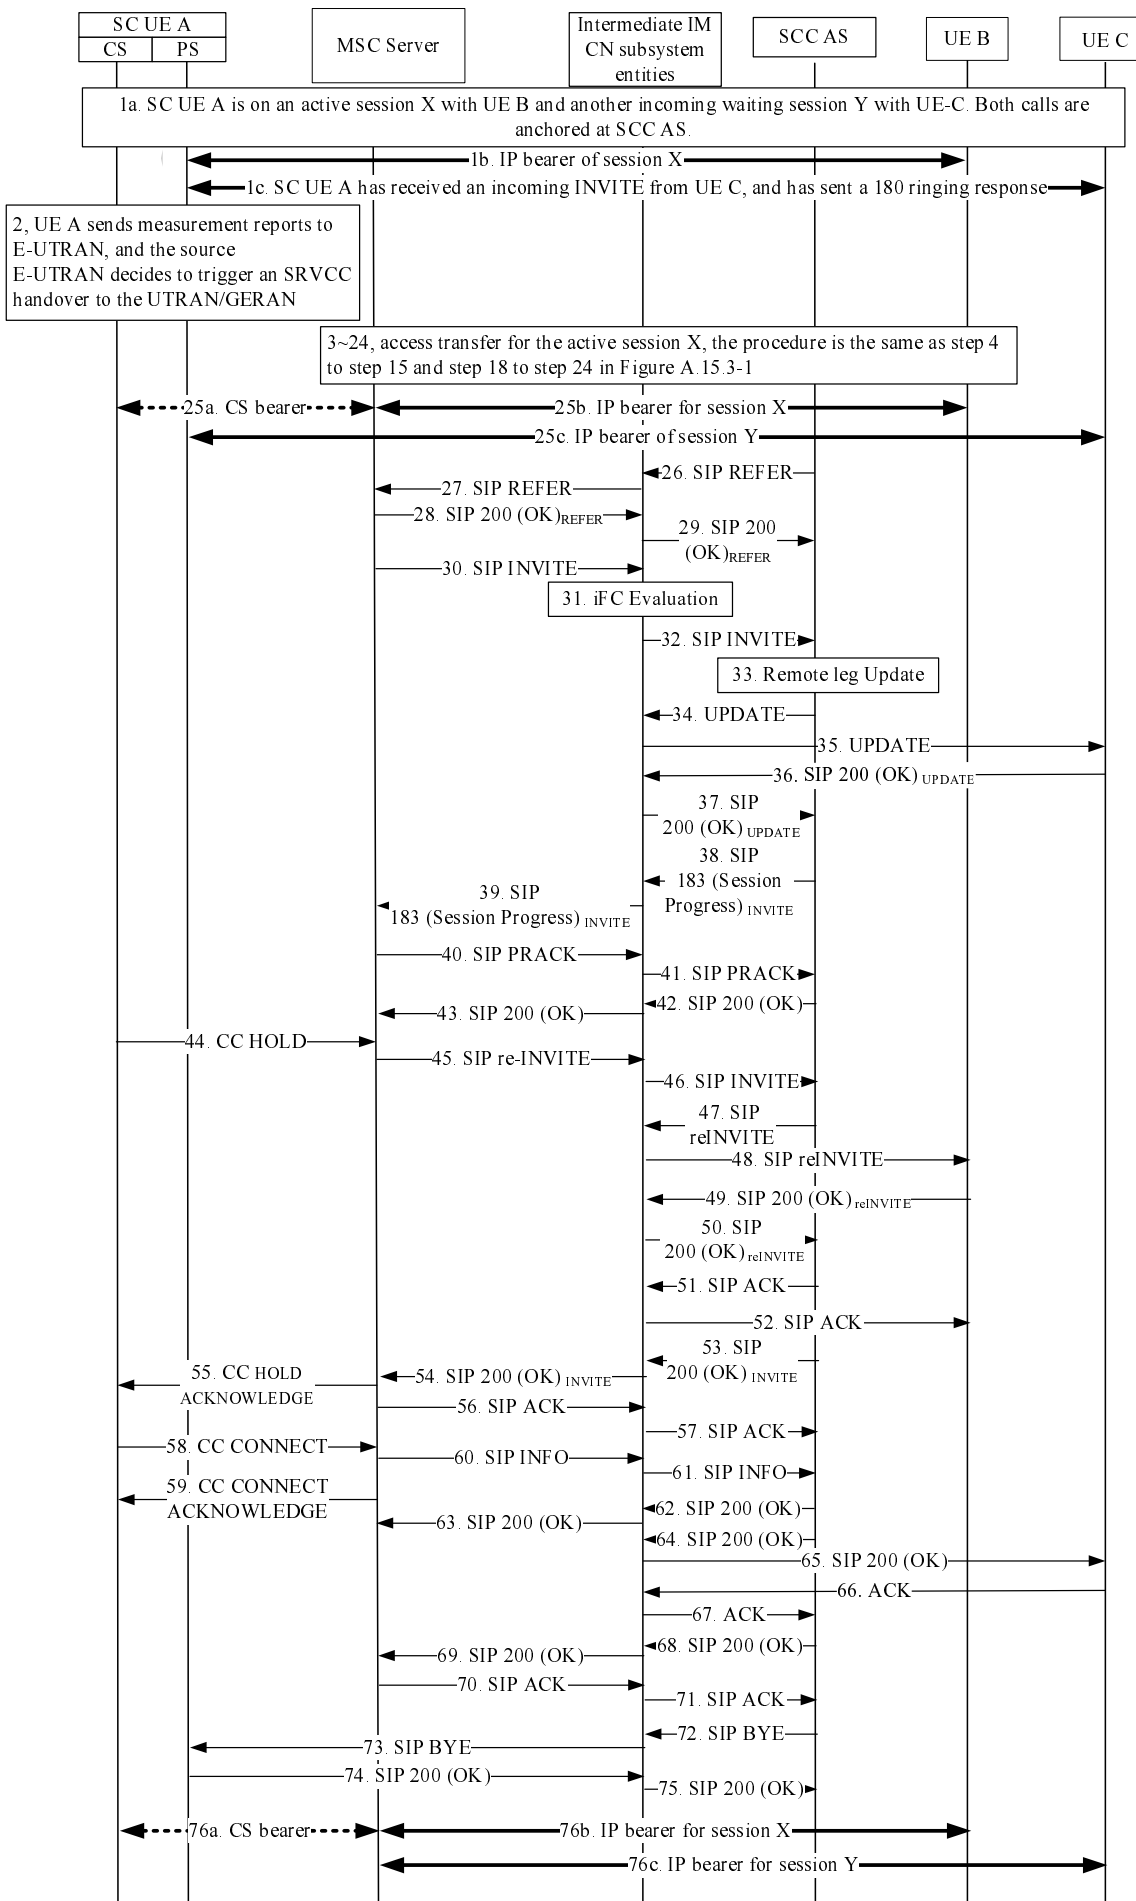 SC UE A
CS
PS
MSC Server
Intermediate IM
CN subsystem
entities
SCC AS
UE B
UE C
1a. SC UE A is on an active session X with UE B and another incoming waiting session Y with UE-C. Both calls are
anchored at SCC AS.
1b. IP bearer of session X
1c. SC UE A has received an incoming INVITE from UE C, and has sent a 180 ringing response
2, UE A sends measurement reports to
E-UTRAN, and the source
E-UTRAN decides to trigger an SRVCC
handover to the UTRAN/GERAN
3~24, access transfer for the active session X, the procedure is the same as step 4
to step 15 and step 18 to step 24 in Figure A.15.3-1
25a. CS bearer
25b. IP bearer for session X
25c. IP bearer of session Y
26. SIP REFER
27. SIP REFER
28. SIP 200 (OK)REFER
29. SIP 200
(OK)REFER
30. SIP INVITE
31. iFC Evaluation
32. SIP INVITE
33. Remote leg Update
34. UPDATE
35. UPDATE
36. SIP 200 (OK) UPDATE
37. SIP
200 (OK) UPDATE
38. SIP
183 (Session
Progress) INVITE
39. SIP
183 (Session Progress) INVITE
40. SIP PRACK
41. SIP PRACK
42. SIP 200 (OK)
43. SIP 200 (OK)
44. CC HOLD
45. SIP re-INVITE
46. SIP INVITE
47. SIP
reINVITE
48. SIP reINVITE
49. SIP 200 (OK) reINVITE
50. SIP
200 (OK) reINVITE
51. SIP ACK
52. SIP ACK
53. SIP
200 (OK) INVITE
54. SIP 200 (OK) INVITE
55. CC HOLD
ACKNOWLEDGE
56. SIP ACK
57. SIP ACK
58. CC CONNECT
60. SIP INFO
61. SIP INFO
59. CC CONNECT
ACKNOWLEDGE
62. SIP 200 (OK)
63. SIP 200 (OK)
64. SIP 200 (OK)
65. SIP 200 (OK)
66. ACK
67. ACK
68. SIP 200 (OK)
69. SIP 200 (OK)
70. SIP ACK
71. SIP ACK
72. SIP BYE
73. SIP BYE
74. SIP 200 (OK)
75. SIP 200 (OK)
76a. CS bearer
76b. IP bearer for session X
76c. IP bearer for session Y